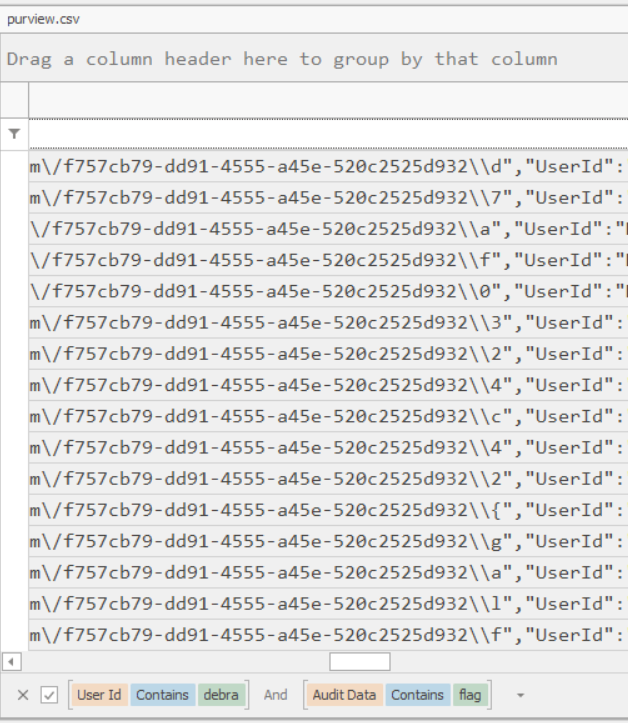 purview.csv
Drag a column header here to group by that column
m\/f757cb79-dd91-4555-a45e-520c2525d932\\d","UserId":
m\/f757cb79-dd91-4555-a45e-520c2525d932\\7","UserId":
\/f757cb79-dd91-4555-a45e-520c2525d932\\a","UserId":"
\/f757cb79-dd91-4555-a45e-520c2525d932\\f","UserId":"
\/f757cb79-dd91-4555-a45e-520c2525d932\\0","UserId":"
m\/f757cb79-dd91-4555-a45e-520c2525d932\\3","UserId":
m\/f757cb79-dd91-4555-a45e-520c2525d932\\2","UserId":
m\/f757cb79-dd91-4555-a45e-520c2525d932\\4","UserId":
m\/f757cb79-dd91-4555-a45e-520c2525d932\\c","UserId":
m\/f757cb79-dd91-4555-a45e-520c2525d932\\4","UserId":
m\/f757cb79-dd91-4555-a45e-520c2525d932\\2","UserId":
m\/f757cb79-dd91-4555-a45e-520c2525d932\\{","UserId":
m\/f757cb79-dd91-4555-a45e-520c2525d932\\g","UserId":
m\/f757cb79-dd91-4555-a45e-520c2525d932\\a","UserId":
m\/f757cb79-dd91-4555-a45e-520c2525d932\\l","UserId":
m\/f757cb79-dd91-4555-a45e-520c2525d932\\f","UserId":
User Id Contains debra And Audit Data Contains flag